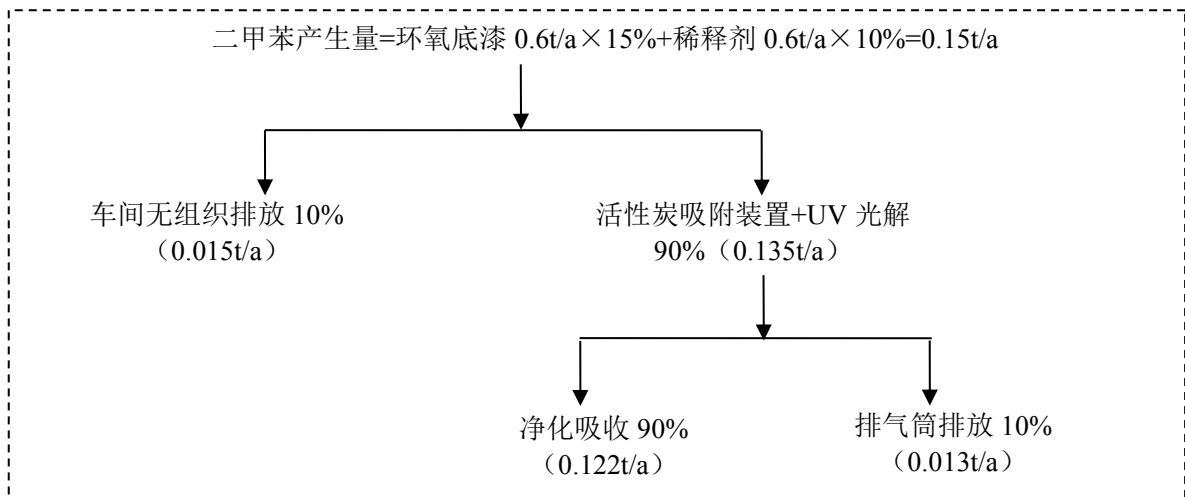 二甲苯产生量=环氧底漆 0.6t/a×15%+稀释剂 0.6t/a×10%=0.15t/a
车间无组织排放 10%
（0.015t/a）
活性炭吸附装置+UV 光解
90%（0.135t/a）
净化吸收 90%
（0.122t/a）
排气筒排放 10%
（0.013t/a）